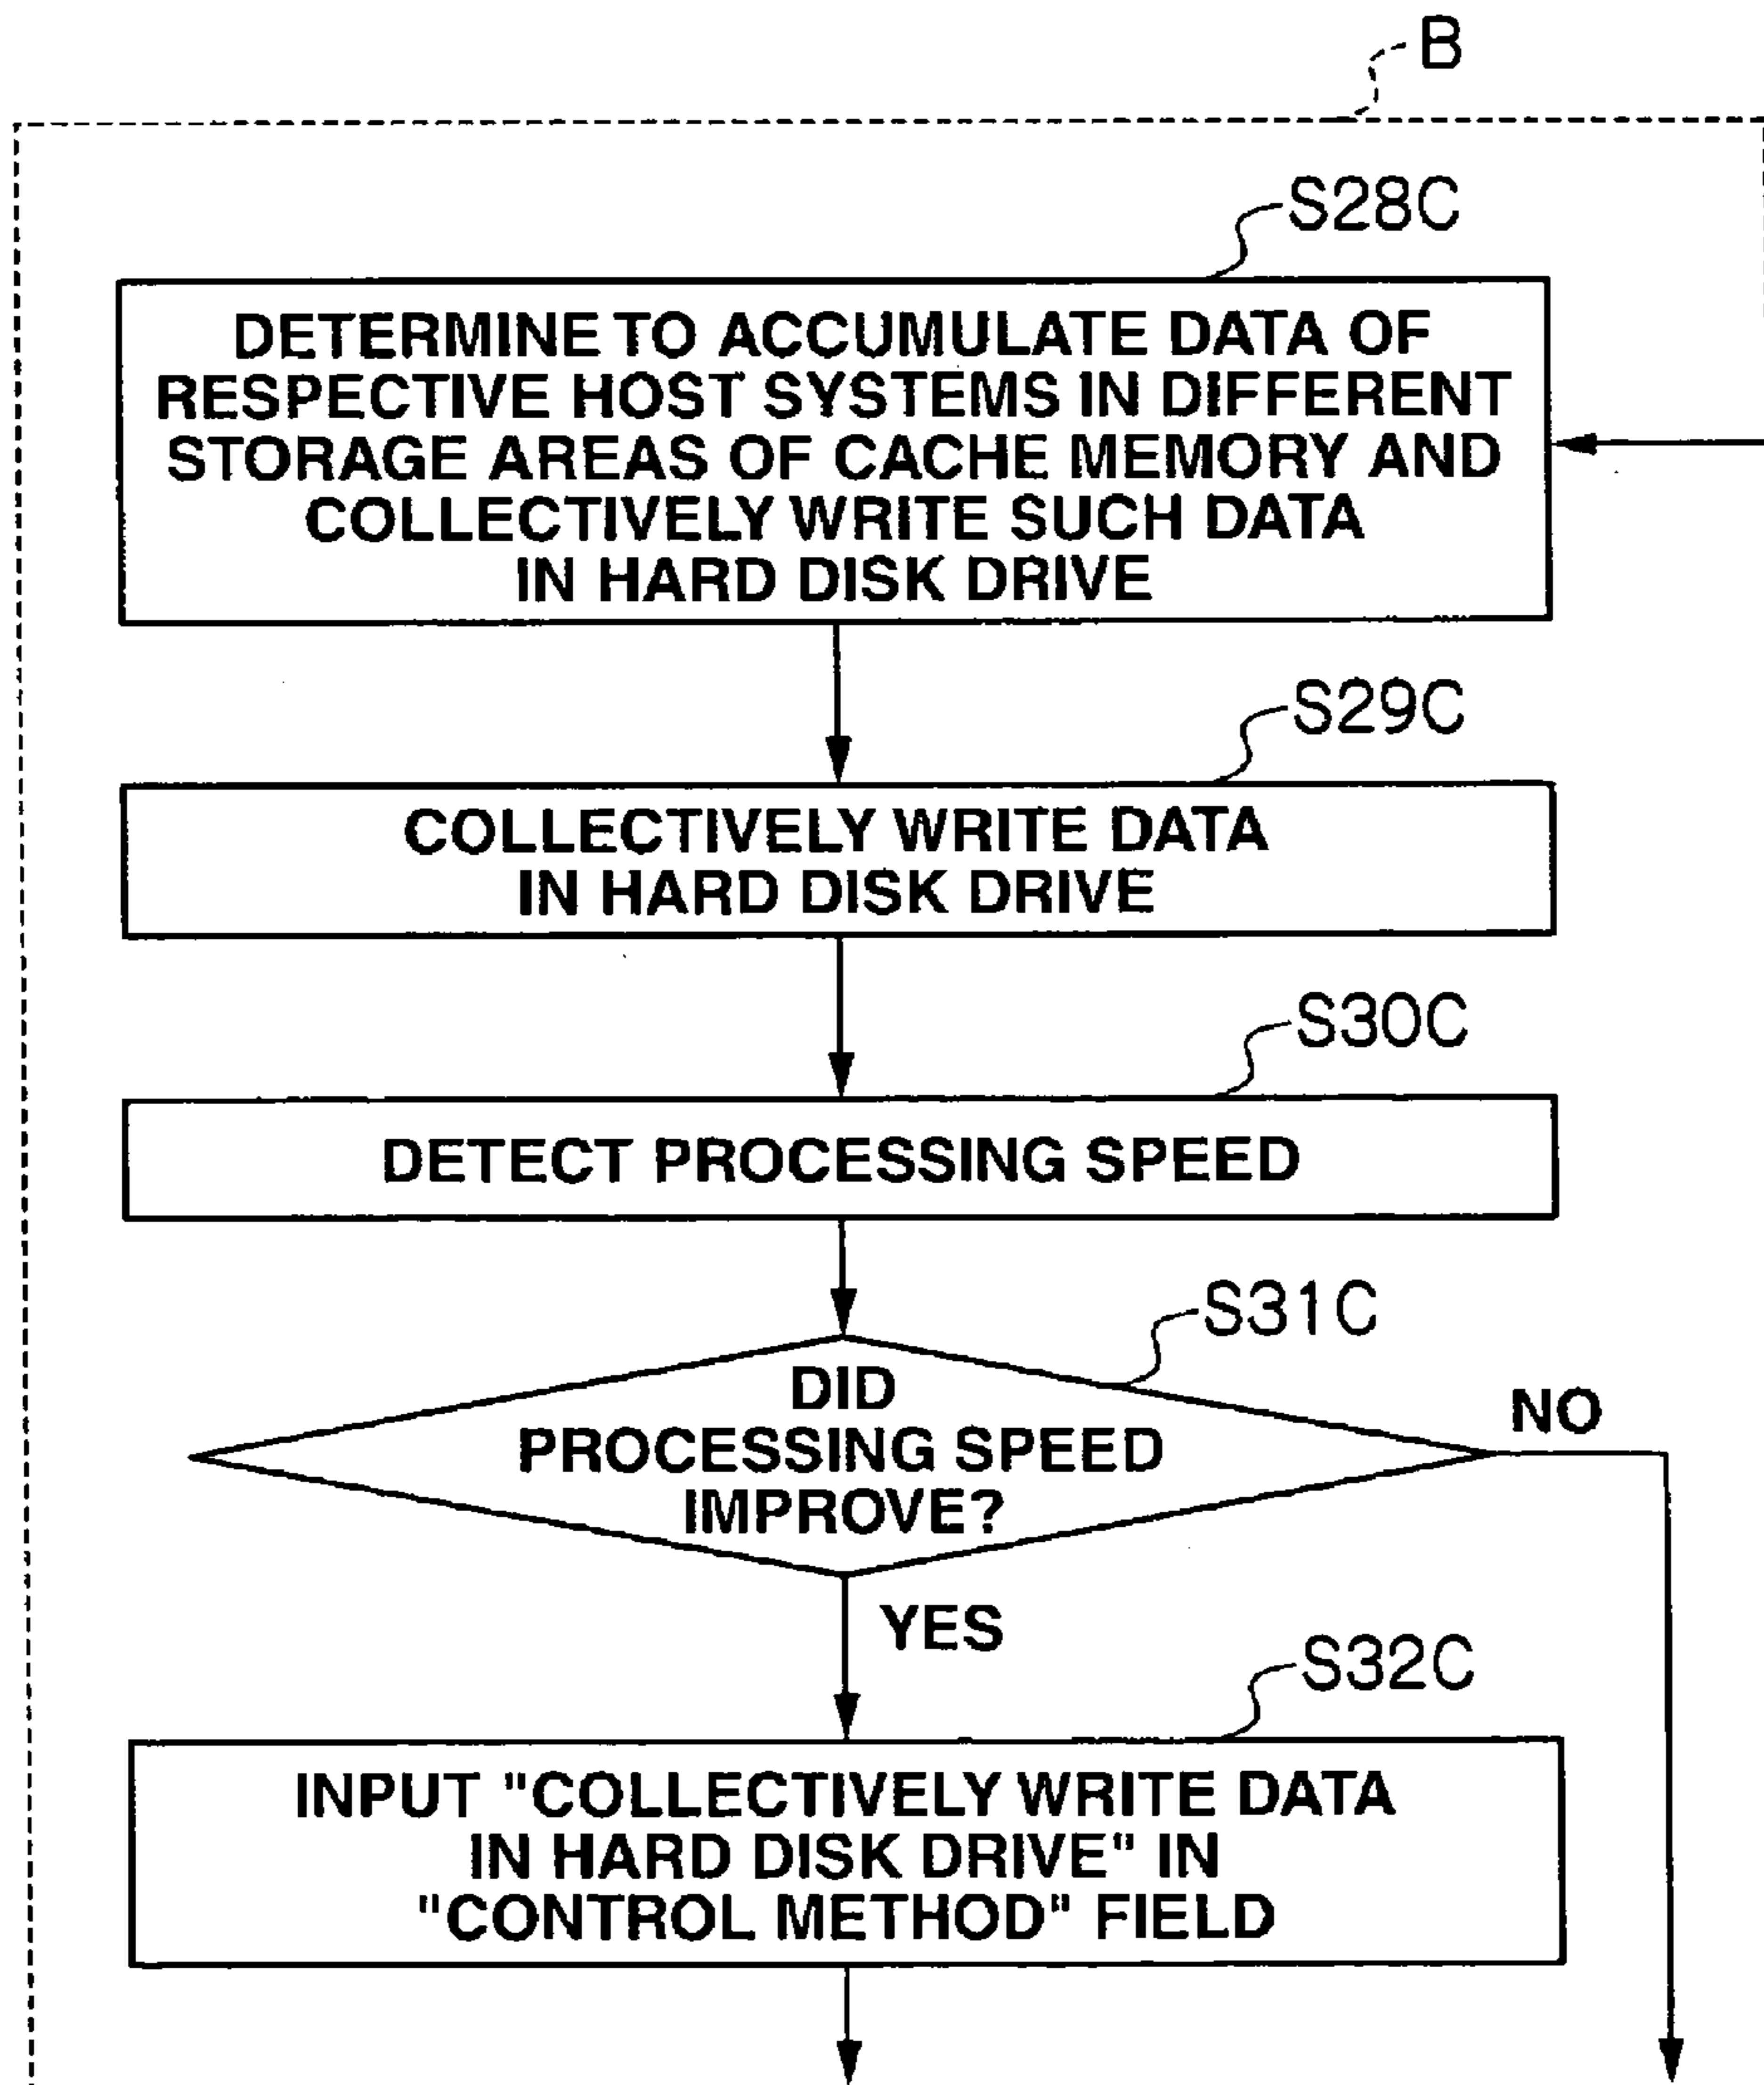 B
S28C
DETERMINE TO ACCUMULATE DATA OF
RESPECTIVE HOST SYSTEMS IN DIFFERENT
STORAGE AREAS OF CACHE MEMORY AND
COLLECTIVELY WRITE SUCH DATA
IN HARD DISK DRIVE
S29C
COLLECTIVELY WRITE DATA
IN HARD DISK DRIVE
S30C
DETECT PROCESSING SPEED
S31C
DID
PROCESSING SPEED
IMPROVE?
NO
YES
S32C
INPUT "COLLECTIVELY WRITE DATA
IN HARD DISK DRIVE" IN
"CONTROL METHOD" FIELD